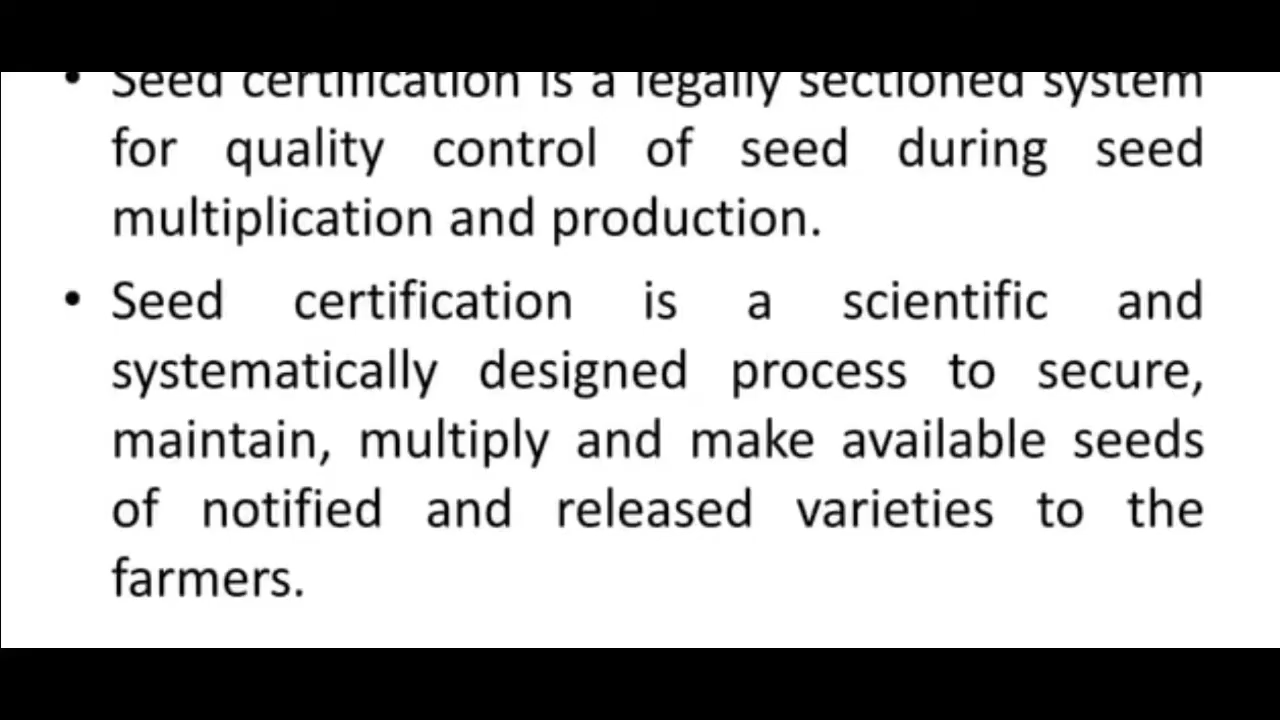 • Seed certification is a legally sectioned system
for quality control of seed during seed
multiplication and production.
• Seed certification is a scientific and
systematically designed process to secure,
maintain, multiply and make available seeds
of notified and released varieties to the
farmers.